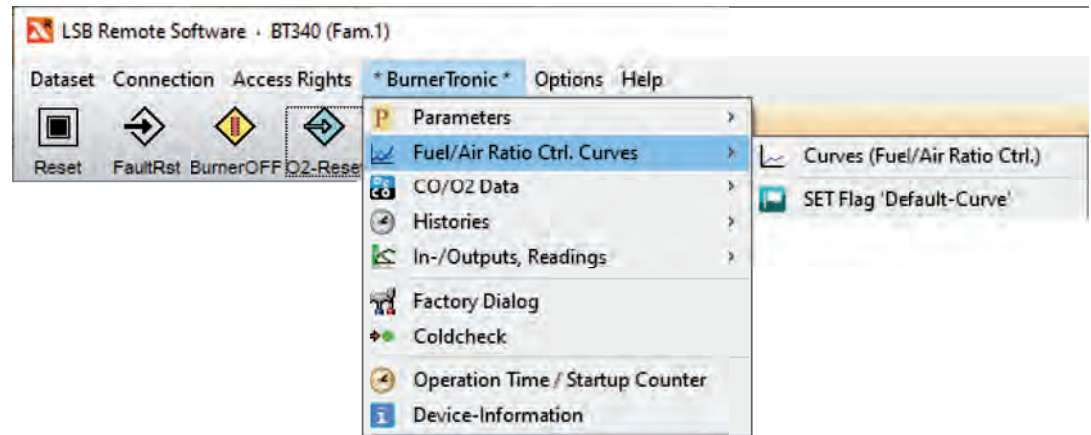 LSB Remote Software - BT340 (Fam.1)
Dataset Connection Access Rights * BurnerTronic * Options Help
Reset FaultRst BurnerOFF O2-Rese
Parameters
Fuel/Air Ratio Ctrl. Curves
CO/O2 Data
Histories
In-/Outputs, Readings
Factory Dialog
Coldcheck
Operation Time / Startup Counter
Device-Information
Curves (Fuel/Air Ratio Ctrl.)
SET Flag 'Default-Curve'